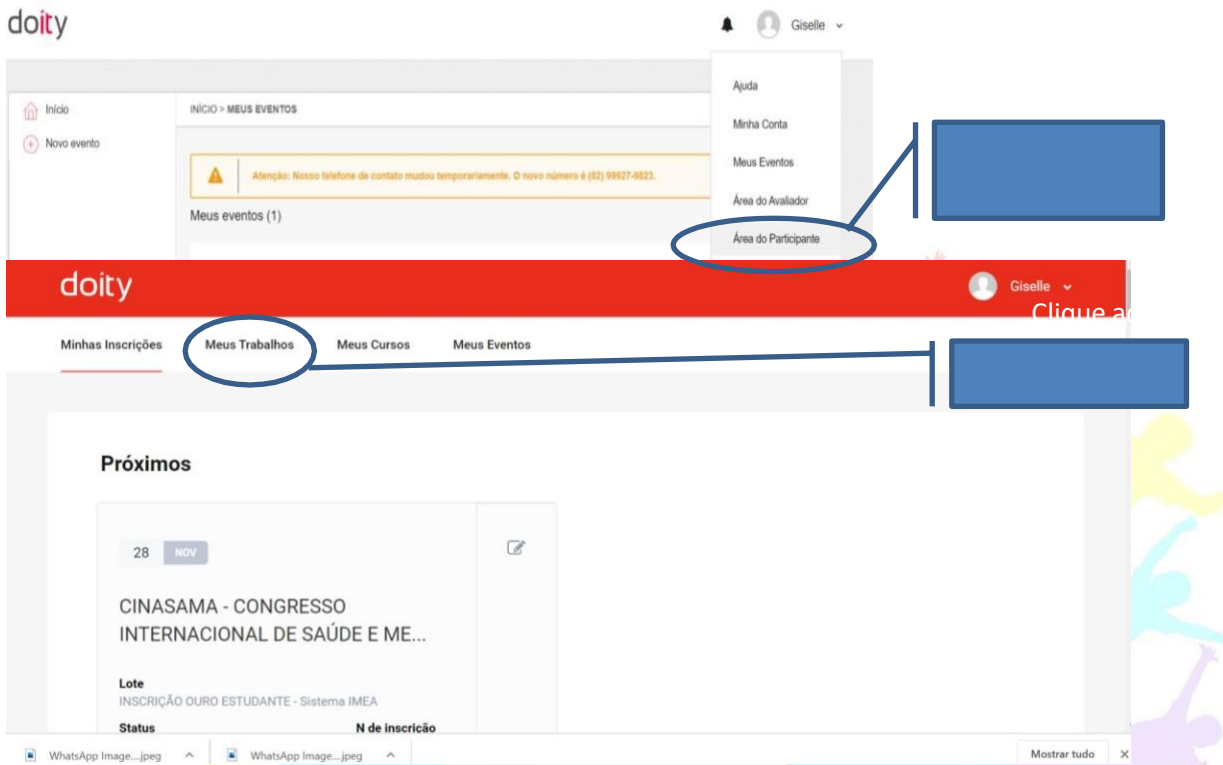 doity
Giselle
Ajuda
Minha Conta
Meus Eventos
Área do Avaliador
Área do Participante
Início
Novo evento
INÍCIO > MEUS EVENTOS
Atenção: Nosso telefone de contato mudou temporariamente. O novo número é (82) 99927-9823.
Meus eventos (1)
doity
Giselle
Clique
Minhas Inscrições Meus Trabalhos Meus Cursos Meus Eventos
Próximos
28 NOV
CINASAMA - CONGRESSO
INTERNACIONAL DE SAÚDE E ME...
Lote
INSCRIÇÃO OURO ESTUDANTE - Sistema IMEA
Status N de inscrição
WhatsApp Image....jpeg WhatsApp Image....jpeg Mostrar tudo